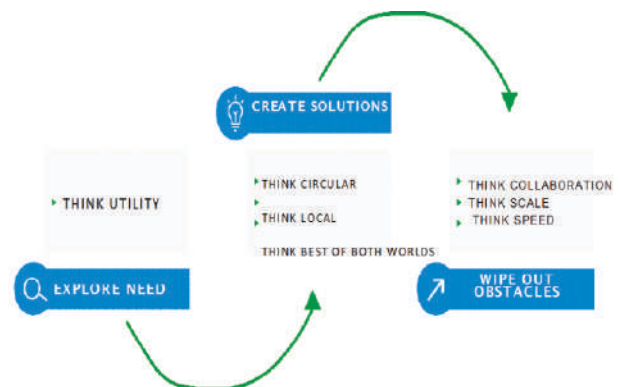 THINK UTILITY
EXPLORE NEED
CREATE SOLUTIONS
THINK CIRCULAR
THINK LOCAL
THINK BEST OF BOTH WORLDS
THINK COLLABORATION
THINK SCALE
THINK SPEED
WIPE OUT
OBSTACLES